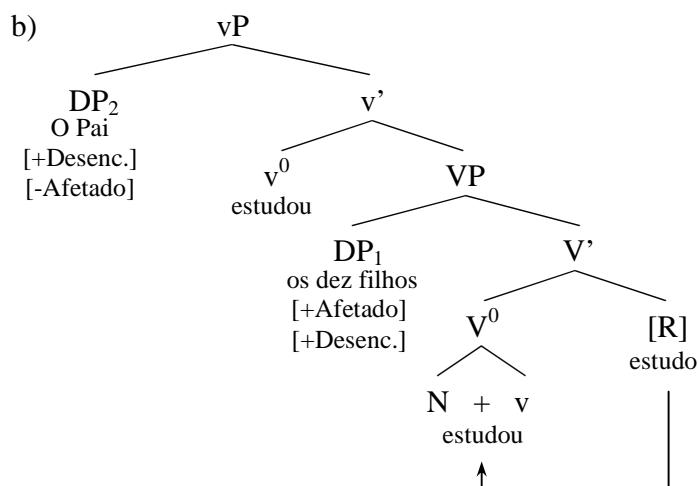 b) vP
DP₂ v’
O Pai
[+Desenc.]
[-Afetado]
v⁰ VP
estudou
DP₁ V’
os dez filhos
[+Afetado]
[+Desenc.]
V⁰ [R]
estudo
N + v
estudou